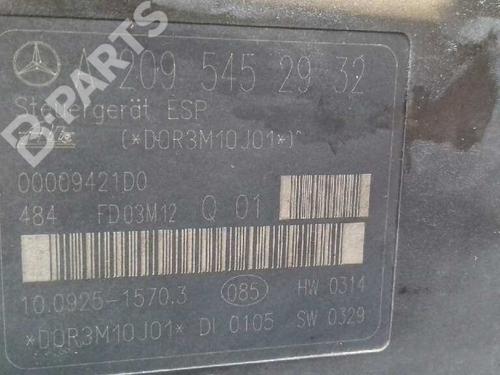 A 209 545 29 32
Steuergerät ESP
(*D0R3M10J01*)
00009421D0
484 FD03M12 Q 01
10.0925-1570.3 085 HW 0314
*D0R3M10J01* DI 0105 SW 0329